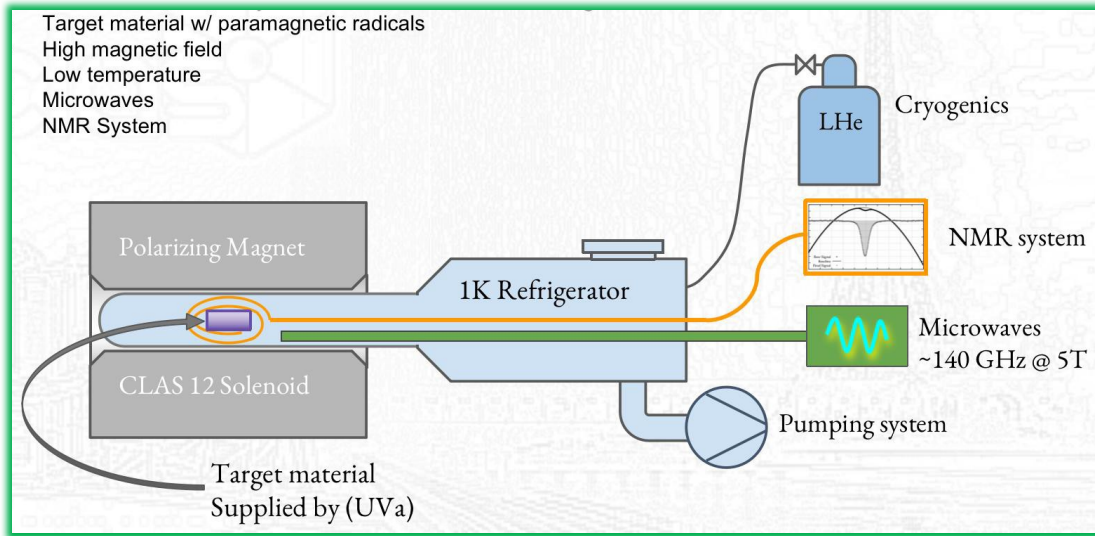 Target material w/ paramagnetic radicals
High magnetic field
Low temperature
Microwaves
NMR System
LHe
Cryogenics
Polarizing Magnet
NMR system
1K Refrigerator
Microwaves
~140 GHz @ 5T
CLAS 12 Solenoid
Pumping system
Target material
Supplied by (UVa)